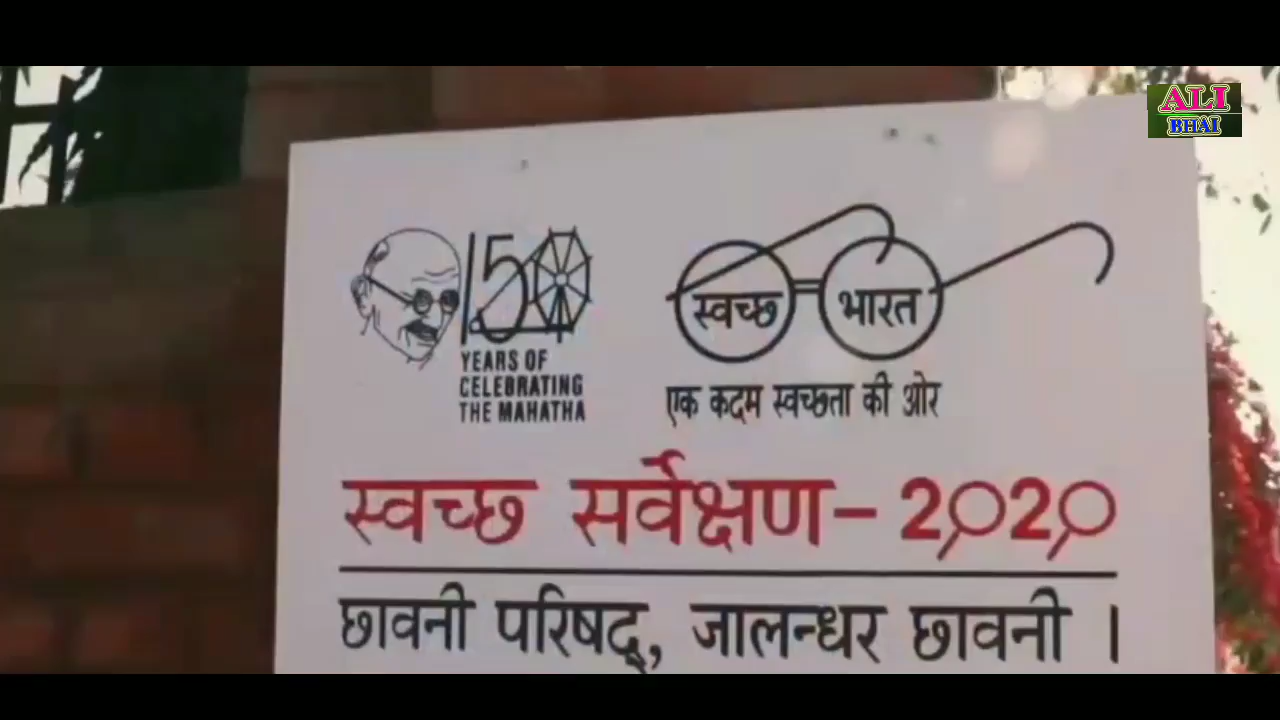 ALI
BHAI
150
YEARS OF
CELEBRATING
THE MAHATHA
स्वच्छ भारत
एक कदम स्वच्छता की ओर
स्वच्छ सर्वेक्षण - 2020
छावनी परिषद्, जालन्धर छावनी ।